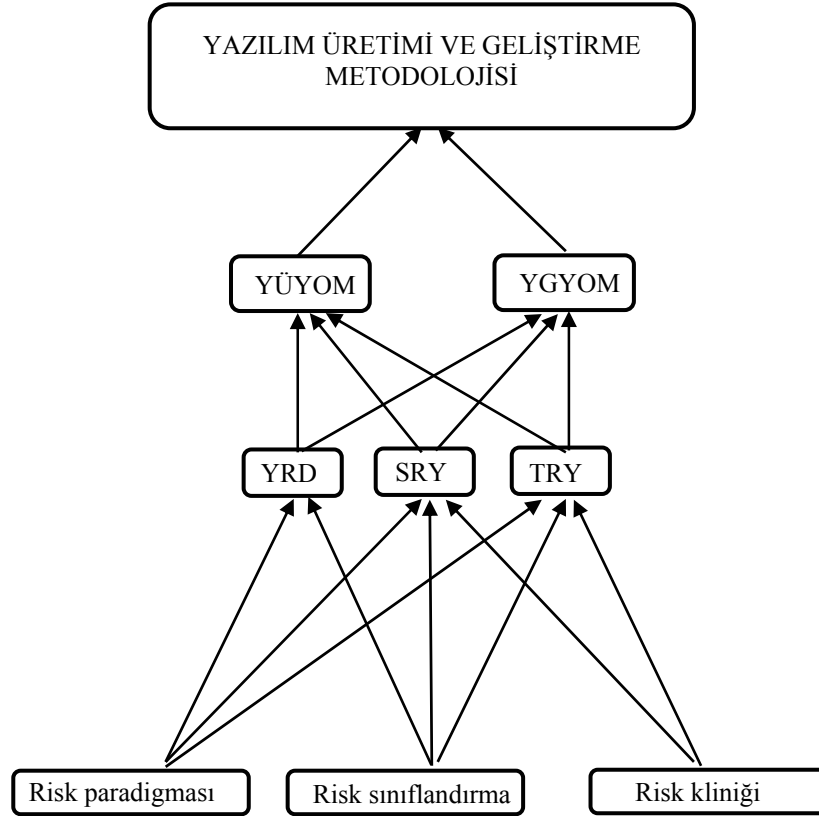 YAZILIM ÜRETİMİ VE GELİŞTİRME
METODOLOJİSİ
YÜYOM
YGYOM
YRD
SRY
TRY
Risk paradigması
Risk sınıflandırma
Risk kliniği